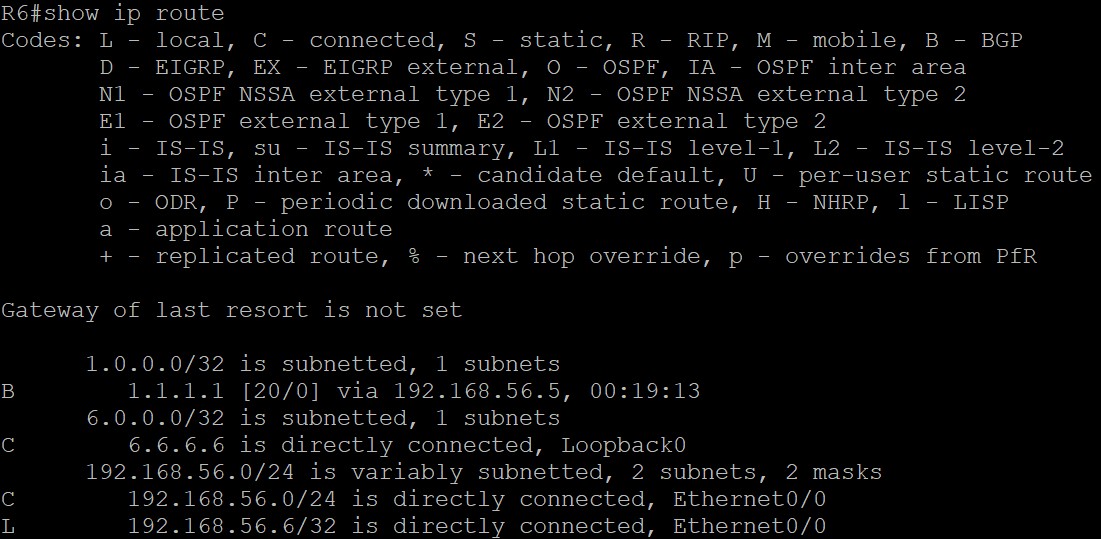 R6#show ip route
Codes: L - local, C - connected, S - static, R - RIP, M - mobile, B - BGP
       D - EIGRP, EX - EIGRP external, O - OSPF, IA - OSPF inter area
       N1 - OSPF NSSA external type 1, N2 - OSPF NSSA external type 2
       E1 - OSPF external type 1, E2 - OSPF external type 2
       i - IS-IS, su - IS-IS summary, L1 - IS-IS level-1, L2 - IS-IS level-2
       ia - IS-IS inter area, * - candidate default, U - per-user static route
       o - ODR, P - periodic downloaded static route, H - NHRP, l - LISP
       a - application route
       + - replicated route, % - next hop override, p - overrides from PfR

Gateway of last resort is not set

      1.0.0.0/32 is subnetted, 1 subnets
B        1.1.1.1 [20/0] via 192.168.56.5, 00:19:13
      6.0.0.0/32 is subnetted, 1 subnets
C        6.6.6.6 is directly connected, Loopback0
      192.168.56.0/24 is variably subnetted, 2 subnets, 2 masks
C        192.168.56.0/24 is directly connected, Ethernet0/0
L        192.168.56.6/32 is directly connected, Ethernet0/0